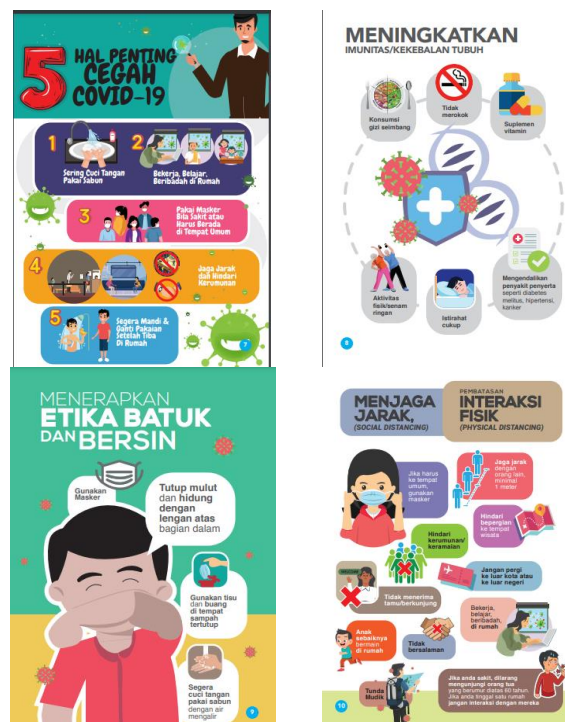 5
HAL PENTING
CEGAH
COVID-19
1
Sering Cuci Tangan
Pakai Sabun
2
Bekerja, Belajar,
Beribadah di Rumah
3
Pakai Masker
Bila Sakit atau
Harus Berada
di Tempat Umum
4
Jaga Jarak
dan Hindari
Kerumunan
5
Segera Mandi &
Ganti Pakaian
Setelah Tiba
Di Rumah
7
MENINGKATKAN
IMUNITAS/KEKEBALAN TUBUH
Konsumsi
gizi seimbang
Tidak
merokok
Suplemen
vitamin
Aktivitas
fisik/senam
ringan
Istirahat
cukup
Mengendalikan
penyakit penyerta
seperti diabetes
melitus, hipertensi,
kanker
8
MENERAPKAN
ETIKA BATUK
DAN BERSIN
Gunakan
Masker
Tutup mulut
dan hidung
dengan
lengan atas
bagian dalam
Gunakan tisu
dan buang
di tempat
sampah
tertutup
Segera
cuci tangan
pakai sabun
dengan air
mengalir
9
MENJAGA
JARAK,
(SOCIAL DISTANCING)
PEMBATASAN
INTERAKSI
FISIK
(PHYSICAL DISTANCING)
Jika harus
ke tempat
umum,
gunakan
masker
Jaga jarak
dengan
orang lain,
minimal
1 meter
Hindari
bepergian
ke tempat
wisata
Hindari
kerumunan/
keramaian
Jangan pergi
ke luar kota atau
ke luar negeri
Tidak menerima
tamu/berkunjung
Bekerja,
belajar,
beribadah,
di rumah
Anak
sebaiknya
bermain
di rumah
Tidak
bersalaman
Tunda
Mudik
Jika anda sakit, dilarang
mengunjungi orang tua
yang berumur diatas 60 tahun.
Jika anda tinggal satu rumah
jangan interaksi dengan mereka
10